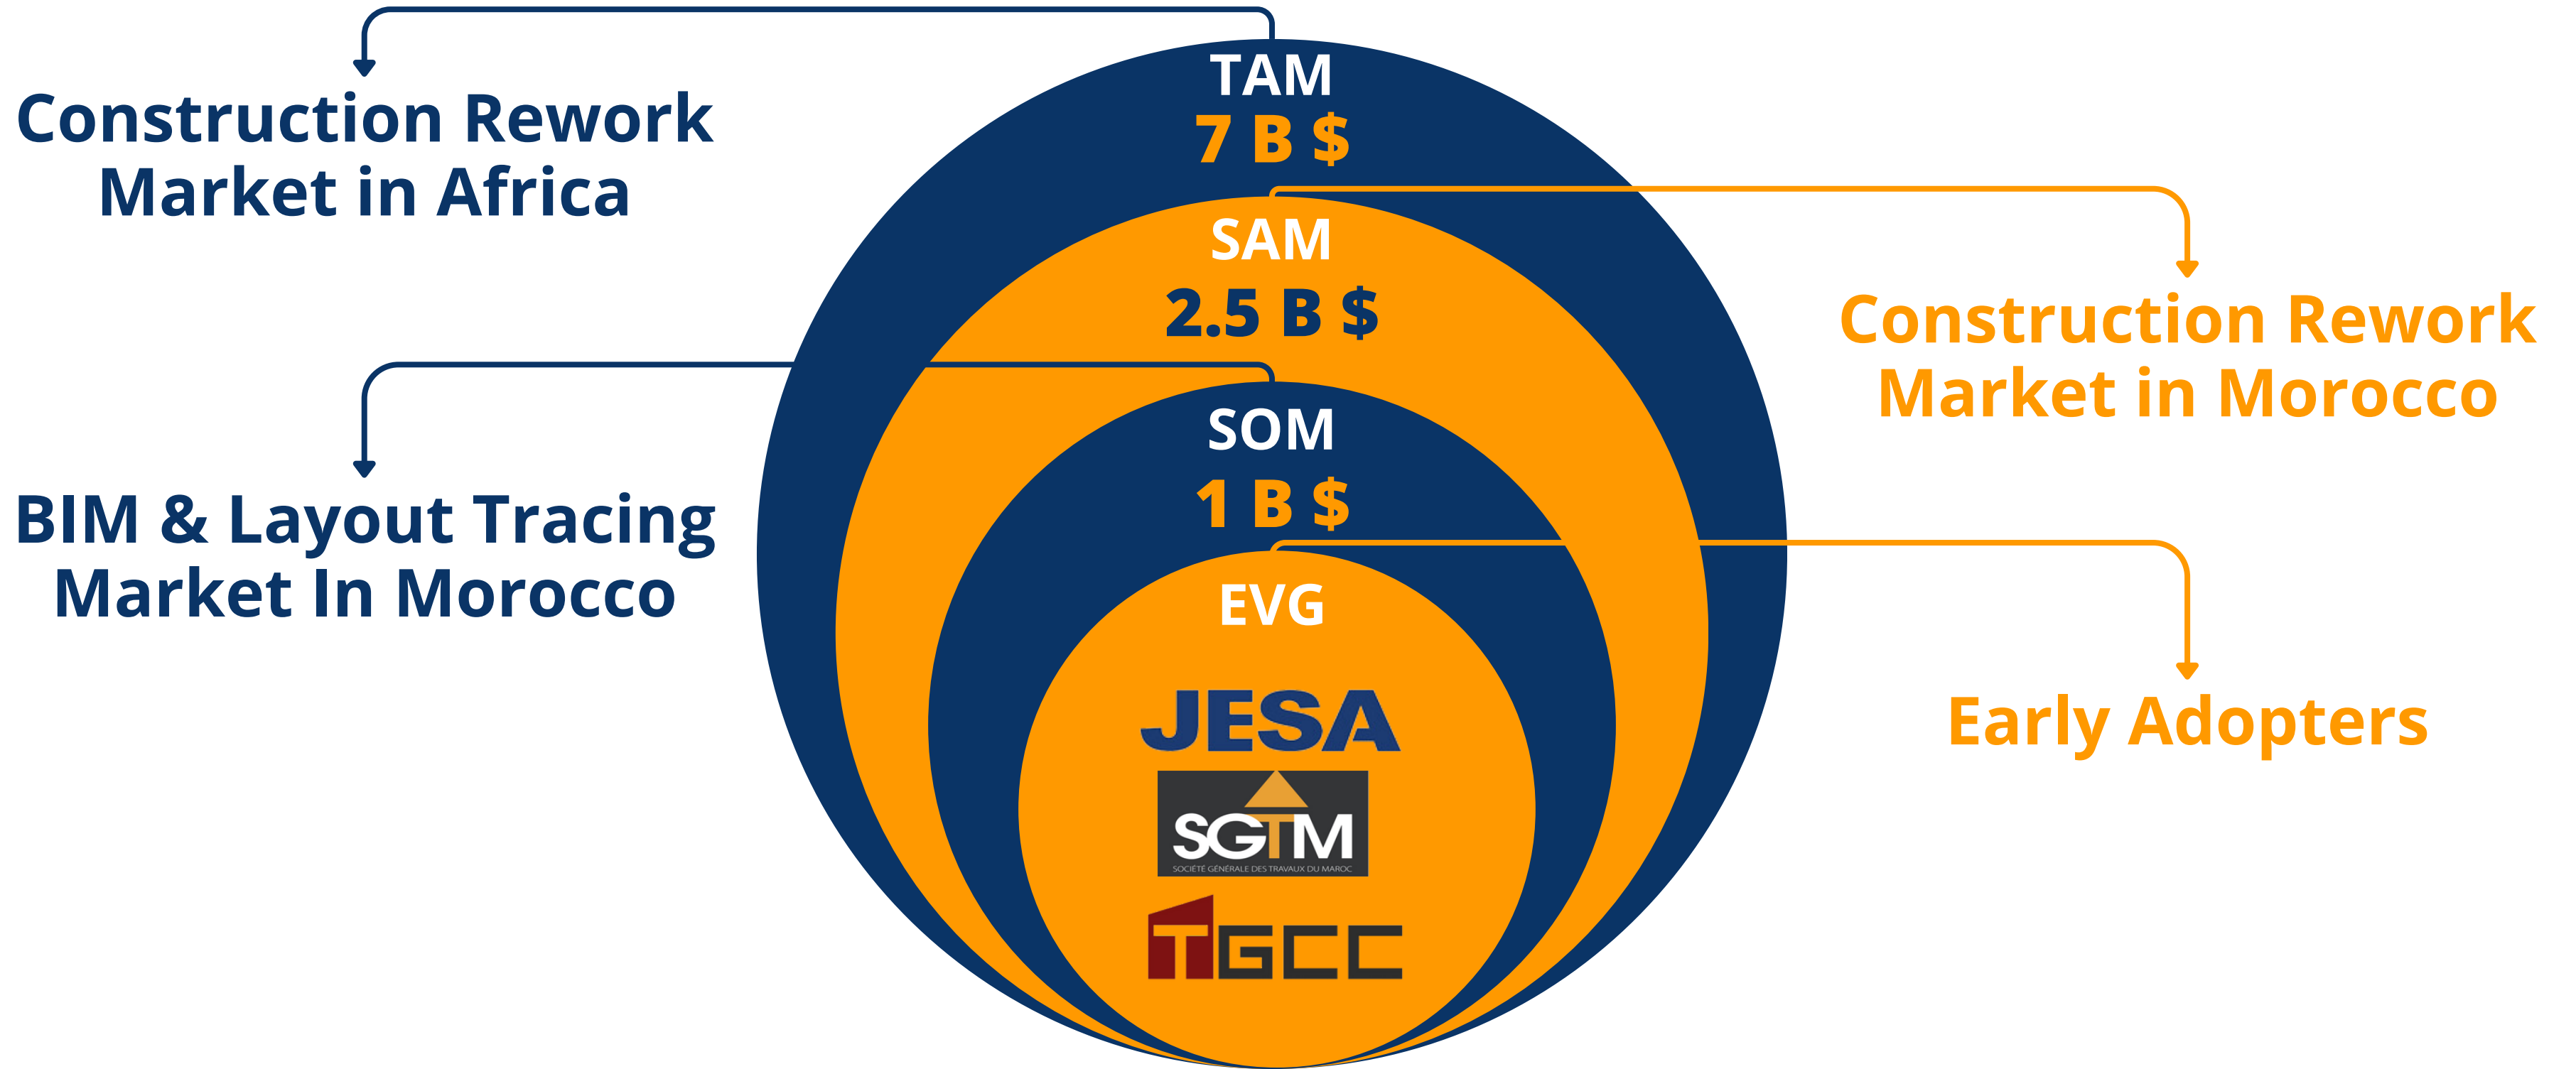 TAM
7 B $
Construction Rework
Market in Africa
SAM
2.5 B $
Construction Rework
Market in Morocco
SOM
1 B $
BIM & Layout Tracing
Market In Morocco
EVG
Early Adopters
JESA
SGTM
SOCIÉTÉ GÉNÉRALE DES TRAVAUX DU MAROC
TGCC